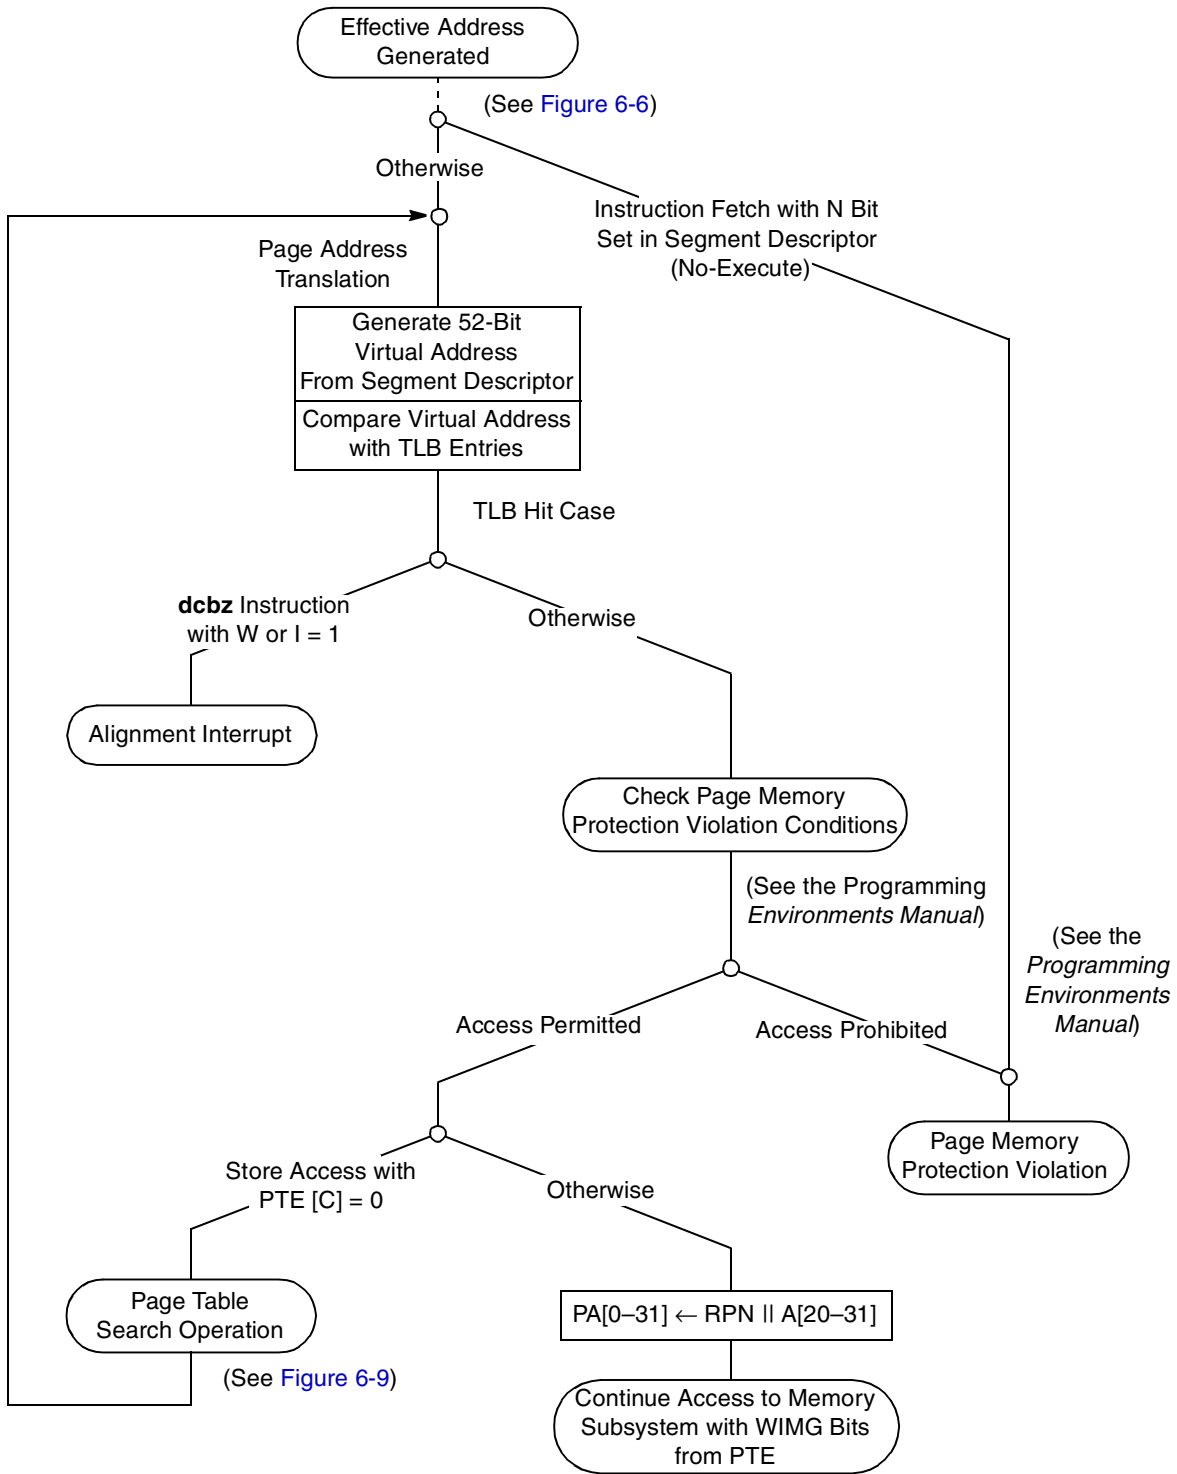 Effective Address
Generated
(See Figure 6-6)
Otherwise
Instruction Fetch with N Bit
Set in Segment Descriptor
(No-Execute)
Page Address
Translation
Generate 52-Bit
Virtual Address
From Segment Descriptor
Compare Virtual Address
with TLB Entries
TLB Hit Case
dcbz Instruction
with W or I = 1
Otherwise
Alignment Interrupt
Check Page Memory
Protection Violation Conditions
(See the Programming
Environments Manual)
(See the
Programming
Environments
Manual)
Access Permitted
Access Prohibited
Page Memory
Protection Violation
Store Access with
PTE [C] = 0
Otherwise
Page Table
Search Operation
(See Figure 6-9)
PA[0–31] ← RPN || A[20–31]
Continue Access to Memory
Subsystem with WIMG Bits
from PTE